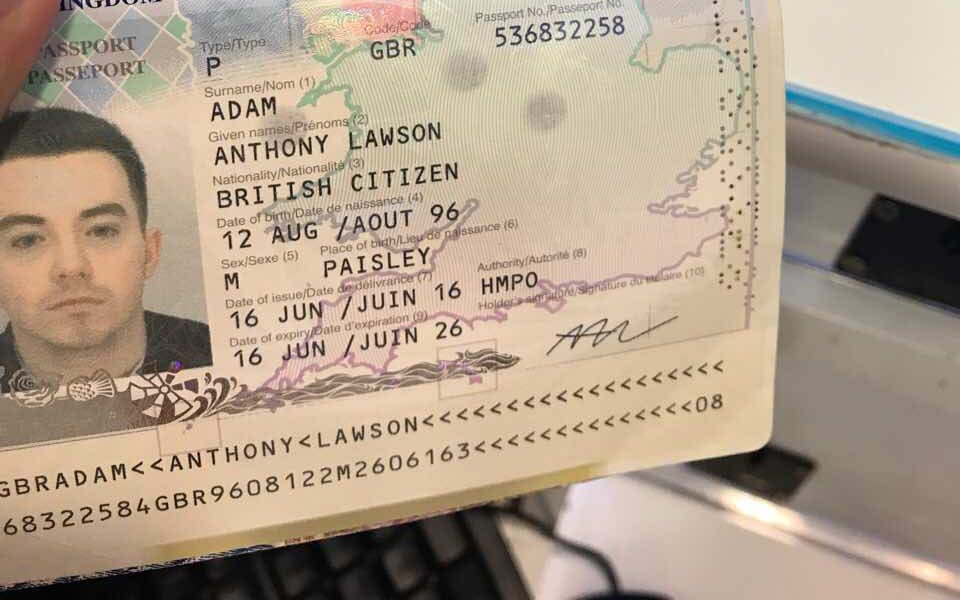 INGDOM
PASSPORT
PASSEPORT
Type/Type
P
Code/Code
GBR
Passport No./Passeport No.
536832258
Surname/Nom (1)
ADAM
Given names/Prénoms (2)
ANTHONY LAWSON
Nationality/Nationalité (3)
BRITISH CITIZEN
Date of birth/Date de naissance (4)
12 AUG /AOUT 96
Sex/Sexe (5)
M
Place of birth/Lieu de naissance (6)
PAISLEY
Date of issue/Date de délivrance (7)
16 JUN /JUIN 16
Authority/Autorité (8)
HMPO
Date of expiry/Date d'expiration (9)
16 JUN /JUIN 26
Holder's signature/Signature du titulaire (10)
GBRADAM<<ANTHONY<LAWSON<<<<<<<<<<<<<<<<<<<
68322584GBR9608122M2606163<<<<<<<<<<<<<<08